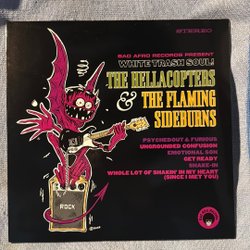 STEREO
BAD AFRO RECORDS PRESENT
WHITE TRASH SOUL!
THE HELLACOPTERS
& THE FLAMING
SIDEBURNS
PSYCHEDOUT & FURIOUS
UNGROUNDED CONFUSION
EMOTIONAL SON
GET READY
SHAKE-IN
WHOLE LOT OF SHAKIN' IN MY HEART
(SINCE I MET YOU)
ROCK